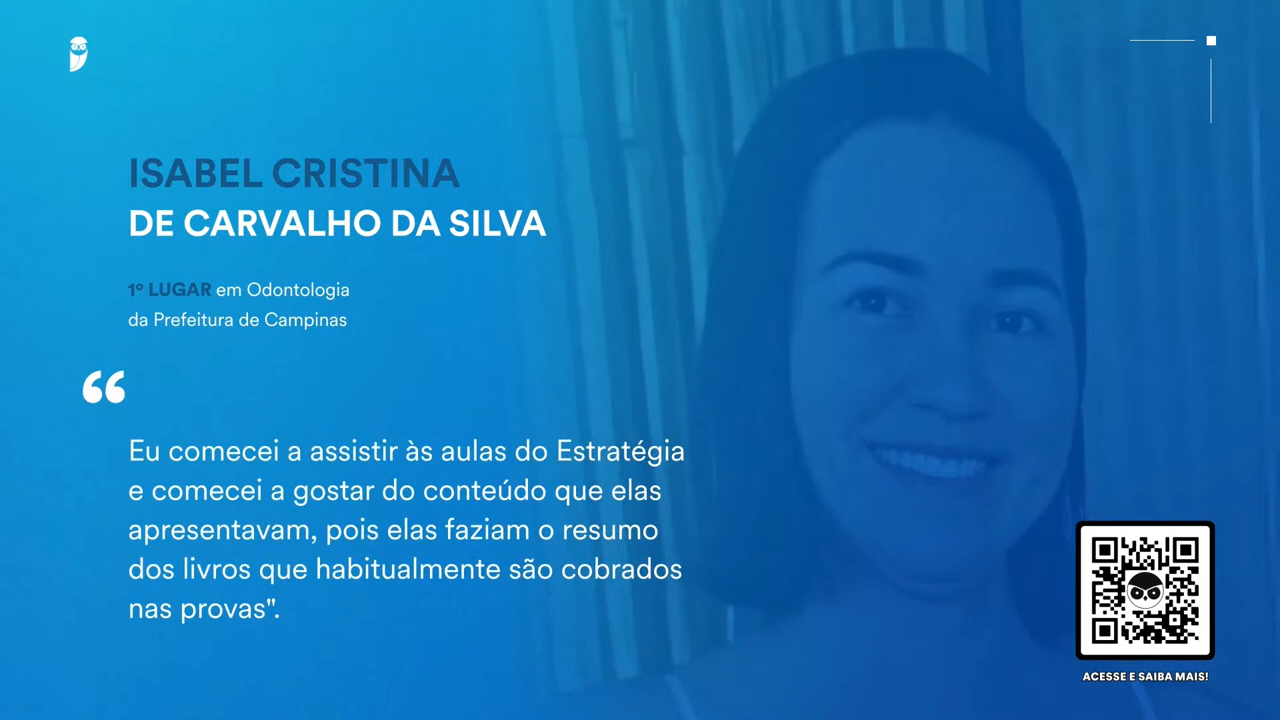 ISABEL CRISTINA
DE CARVALHO DA SILVA
1º LUGAR em Odontologia
da Prefeitura de Campinas
“
Eu comecei a assistir às aulas do Estratégia
e comecei a gostar do conteúdo que elas
apresentavam, pois elas faziam o resumo
dos livros que habitualmente são cobrados
nas provas".
ACESSE E SAIBA MAIS!